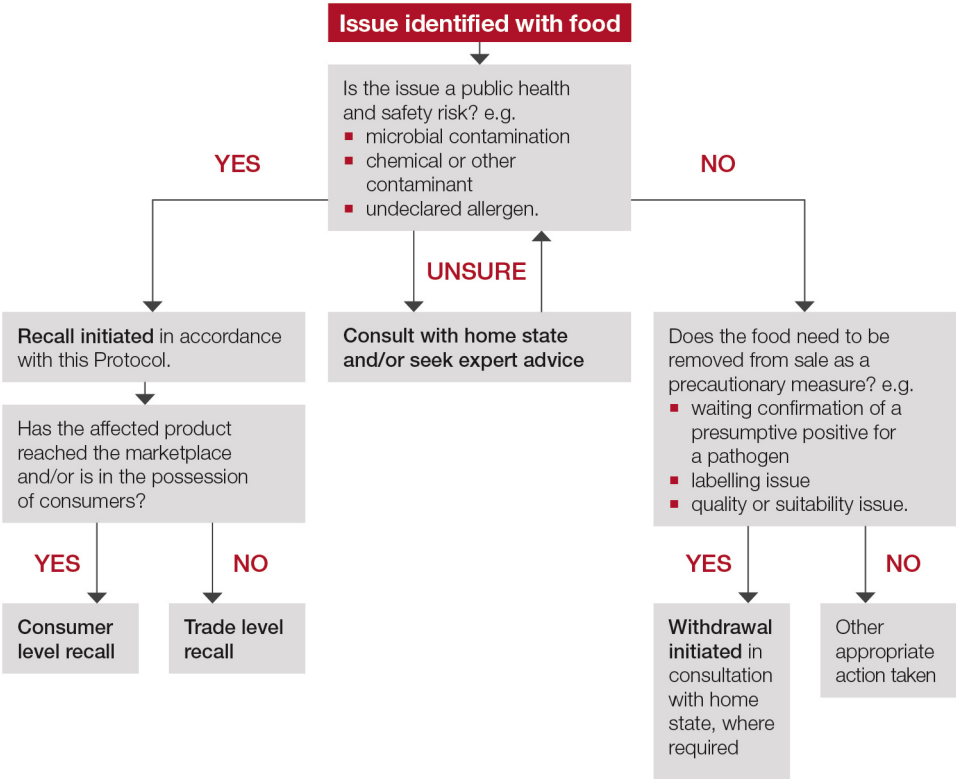 Issue identified with food
Is the issue a public health
and safety risk? e.g.
▪ microbial contamination
▪ chemical or other
contaminant
▪ undeclared allergen.
YES
NO
UNSURE
Recall initiated in accordance
with this Protocol.
Consult with home state
and/or seek expert advice
Does the food need to be
removed from sale as a
precautionary measure? e.g.
▪ waiting confirmation of a
presumptive positive for
a pathogen
▪ labelling issue
▪ quality or suitability issue.
Has the affected product
reached the marketplace
and/or is in the possession
of consumers?
YES
NO
YES
NO
Consumer
level recall
Trade level
recall
Withdrawal
initiated in
consultation
with home
state, where
required
Other
appropriate
action taken